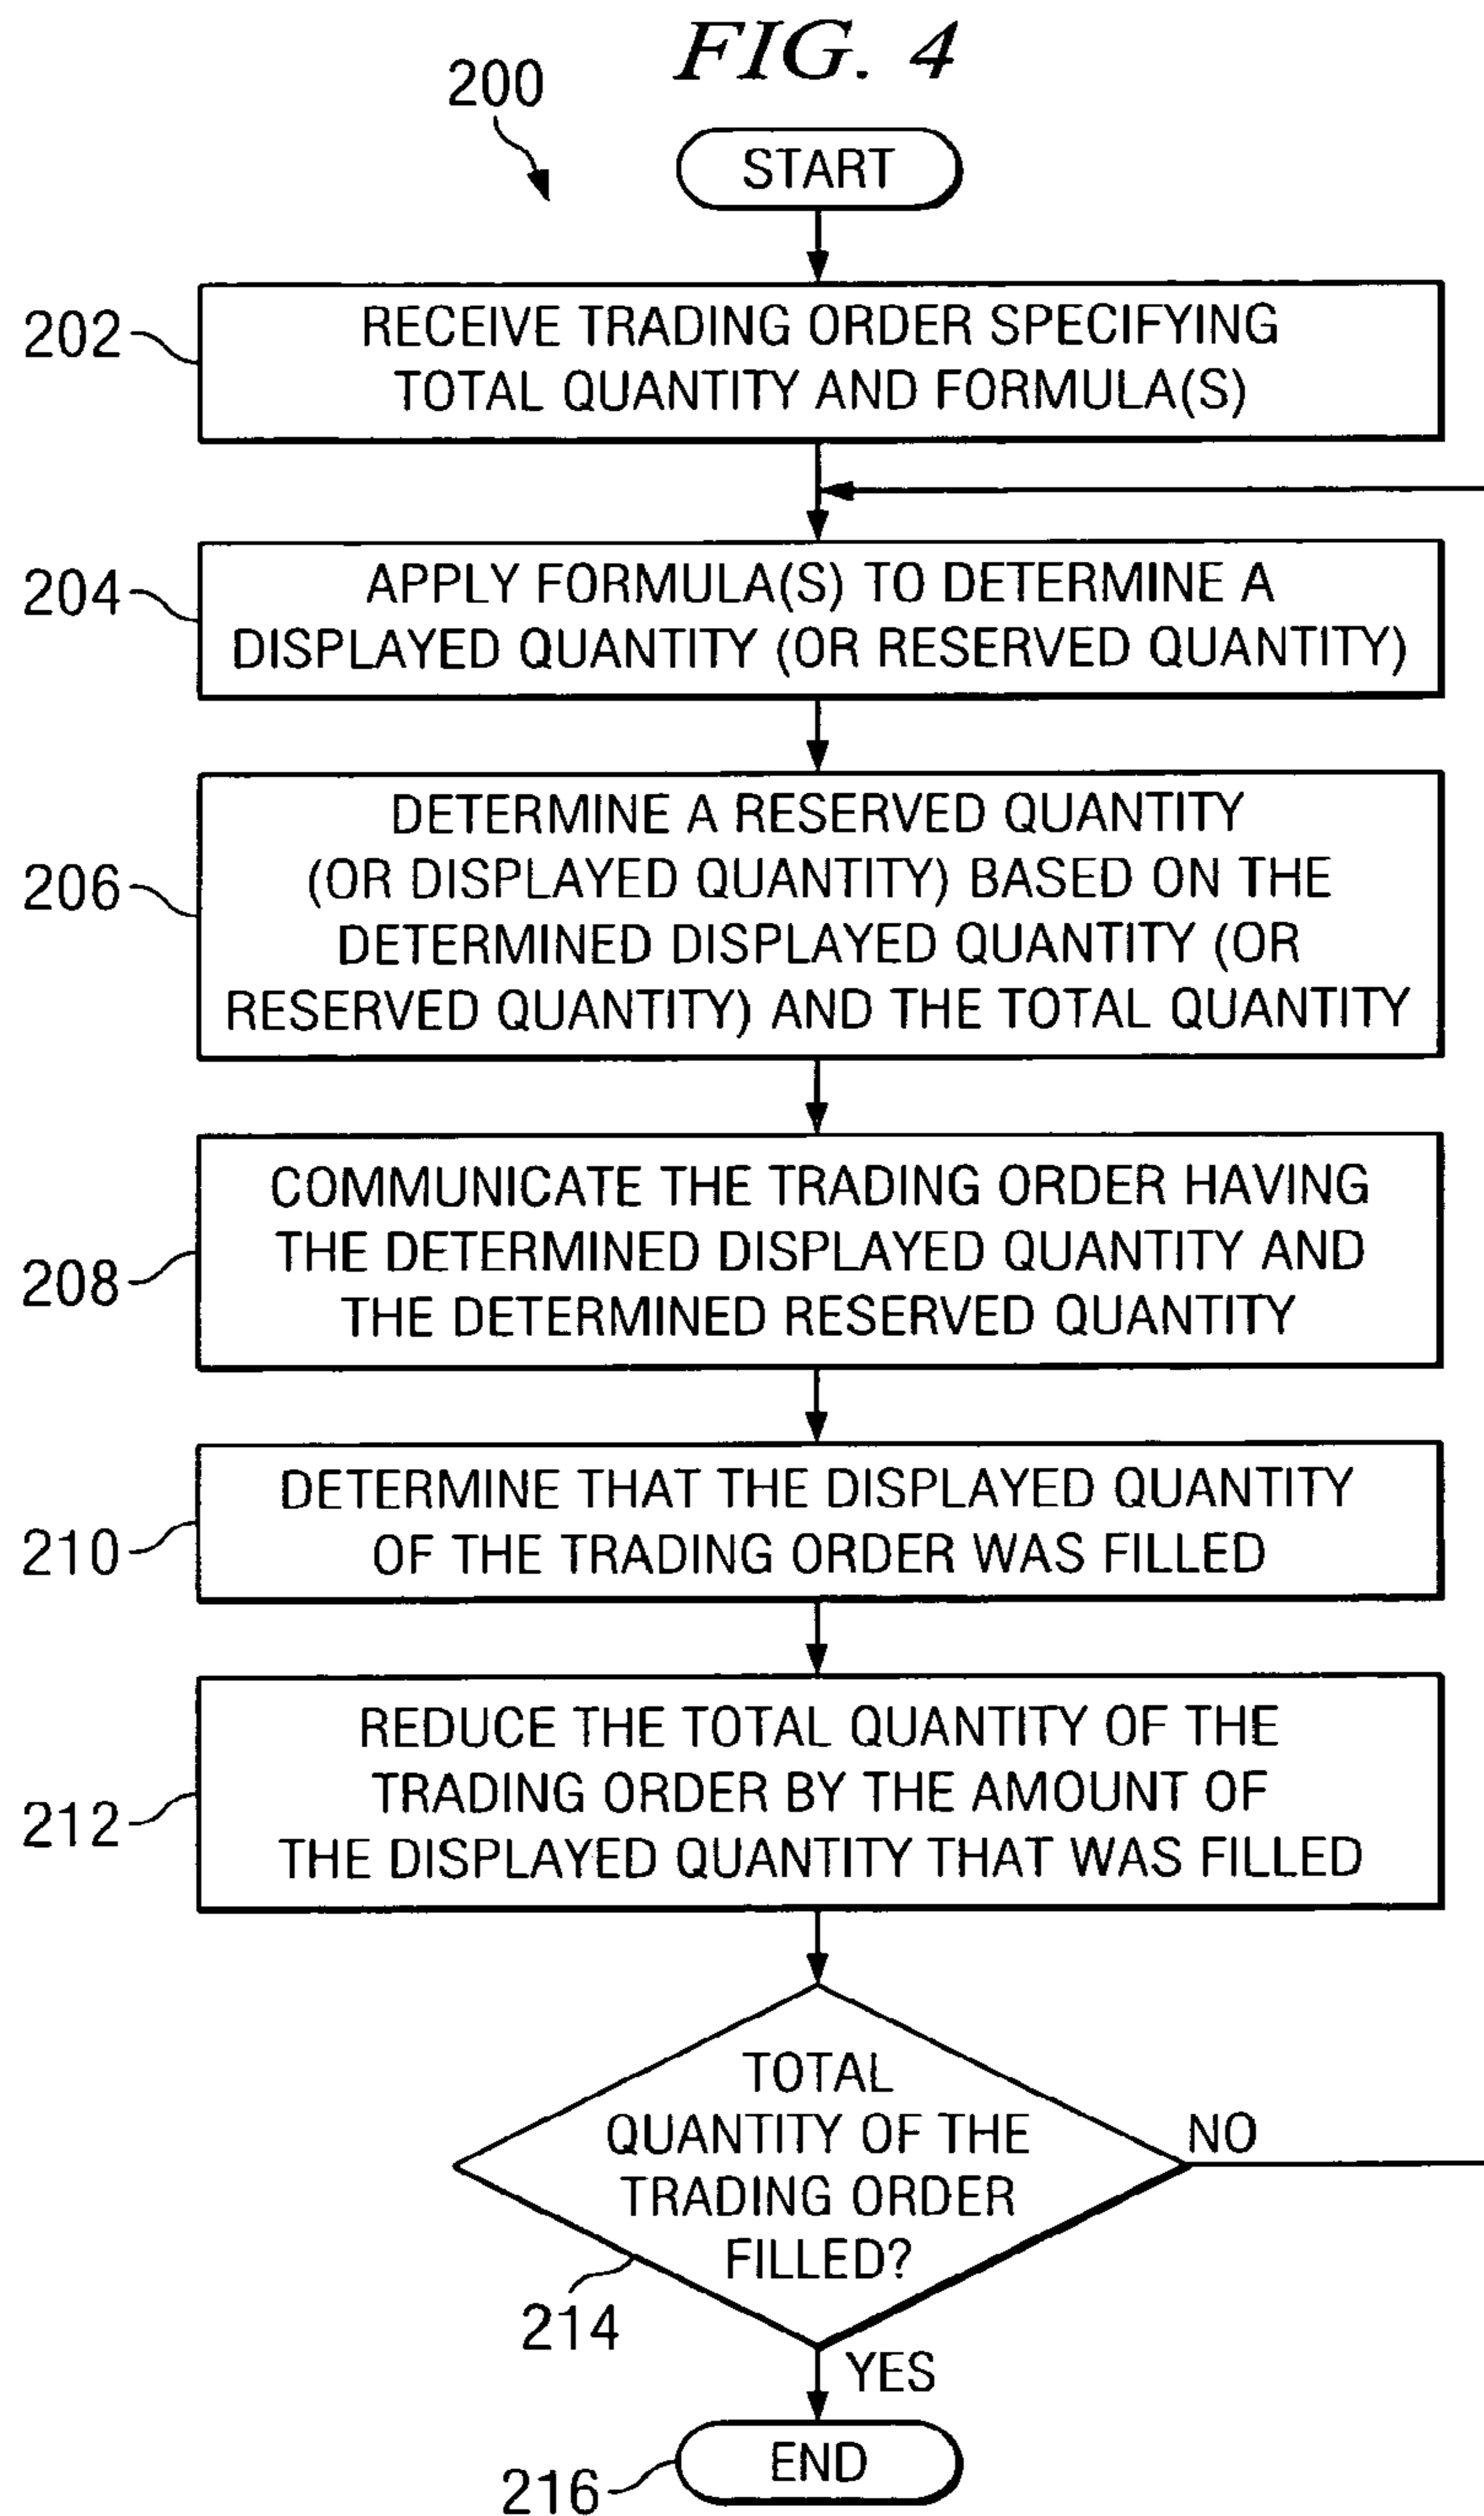 FIG. 4
200
START
202
RECEIVE TRADING ORDER SPECIFYING
TOTAL QUANTITY AND FORMULA(S)
204
APPLY FORMULA(S) TO DETERMINE A
DISPLAYED QUANTITY (OR RESERVED QUANTITY)
206
DETERMINE A RESERVED QUANTITY
(OR DISPLAYED QUANTITY) BASED ON THE
DETERMINED DISPLAYED QUANTITY (OR
RESERVED QUANTITY) AND THE TOTAL QUANTITY
208
COMMUNICATE THE TRADING ORDER HAVING
THE DETERMINED DISPLAYED QUANTITY AND
THE DETERMINED RESERVED QUANTITY
210
DETERMINE THAT THE DISPLAYED QUANTITY
OF THE TRADING ORDER WAS FILLED
212
REDUCE THE TOTAL QUANTITY OF THE
TRADING ORDER BY THE AMOUNT OF
THE DISPLAYED QUANTITY THAT WAS FILLED
TOTAL
QUANTITY OF THE
TRADING ORDER
FILLED?
NO
214
YES
END
216